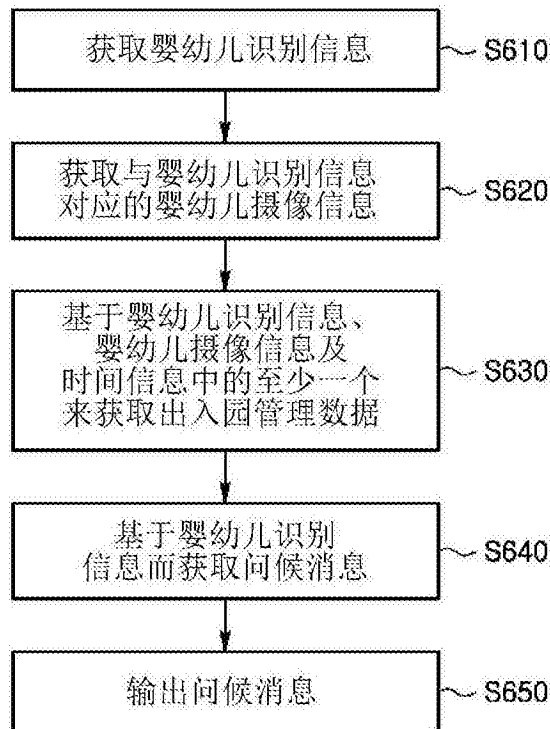 获取婴幼儿识别信息
S610
获取与婴幼儿识别信息
对应的婴幼儿摄像信息
S620
基于婴幼儿识别信息、
婴幼儿摄像信息及
时间信息中的至少一个
来获取出入园管理数据
S630
基于婴幼儿识别
信息而获取问候消息
S640
输出问候消息
S650